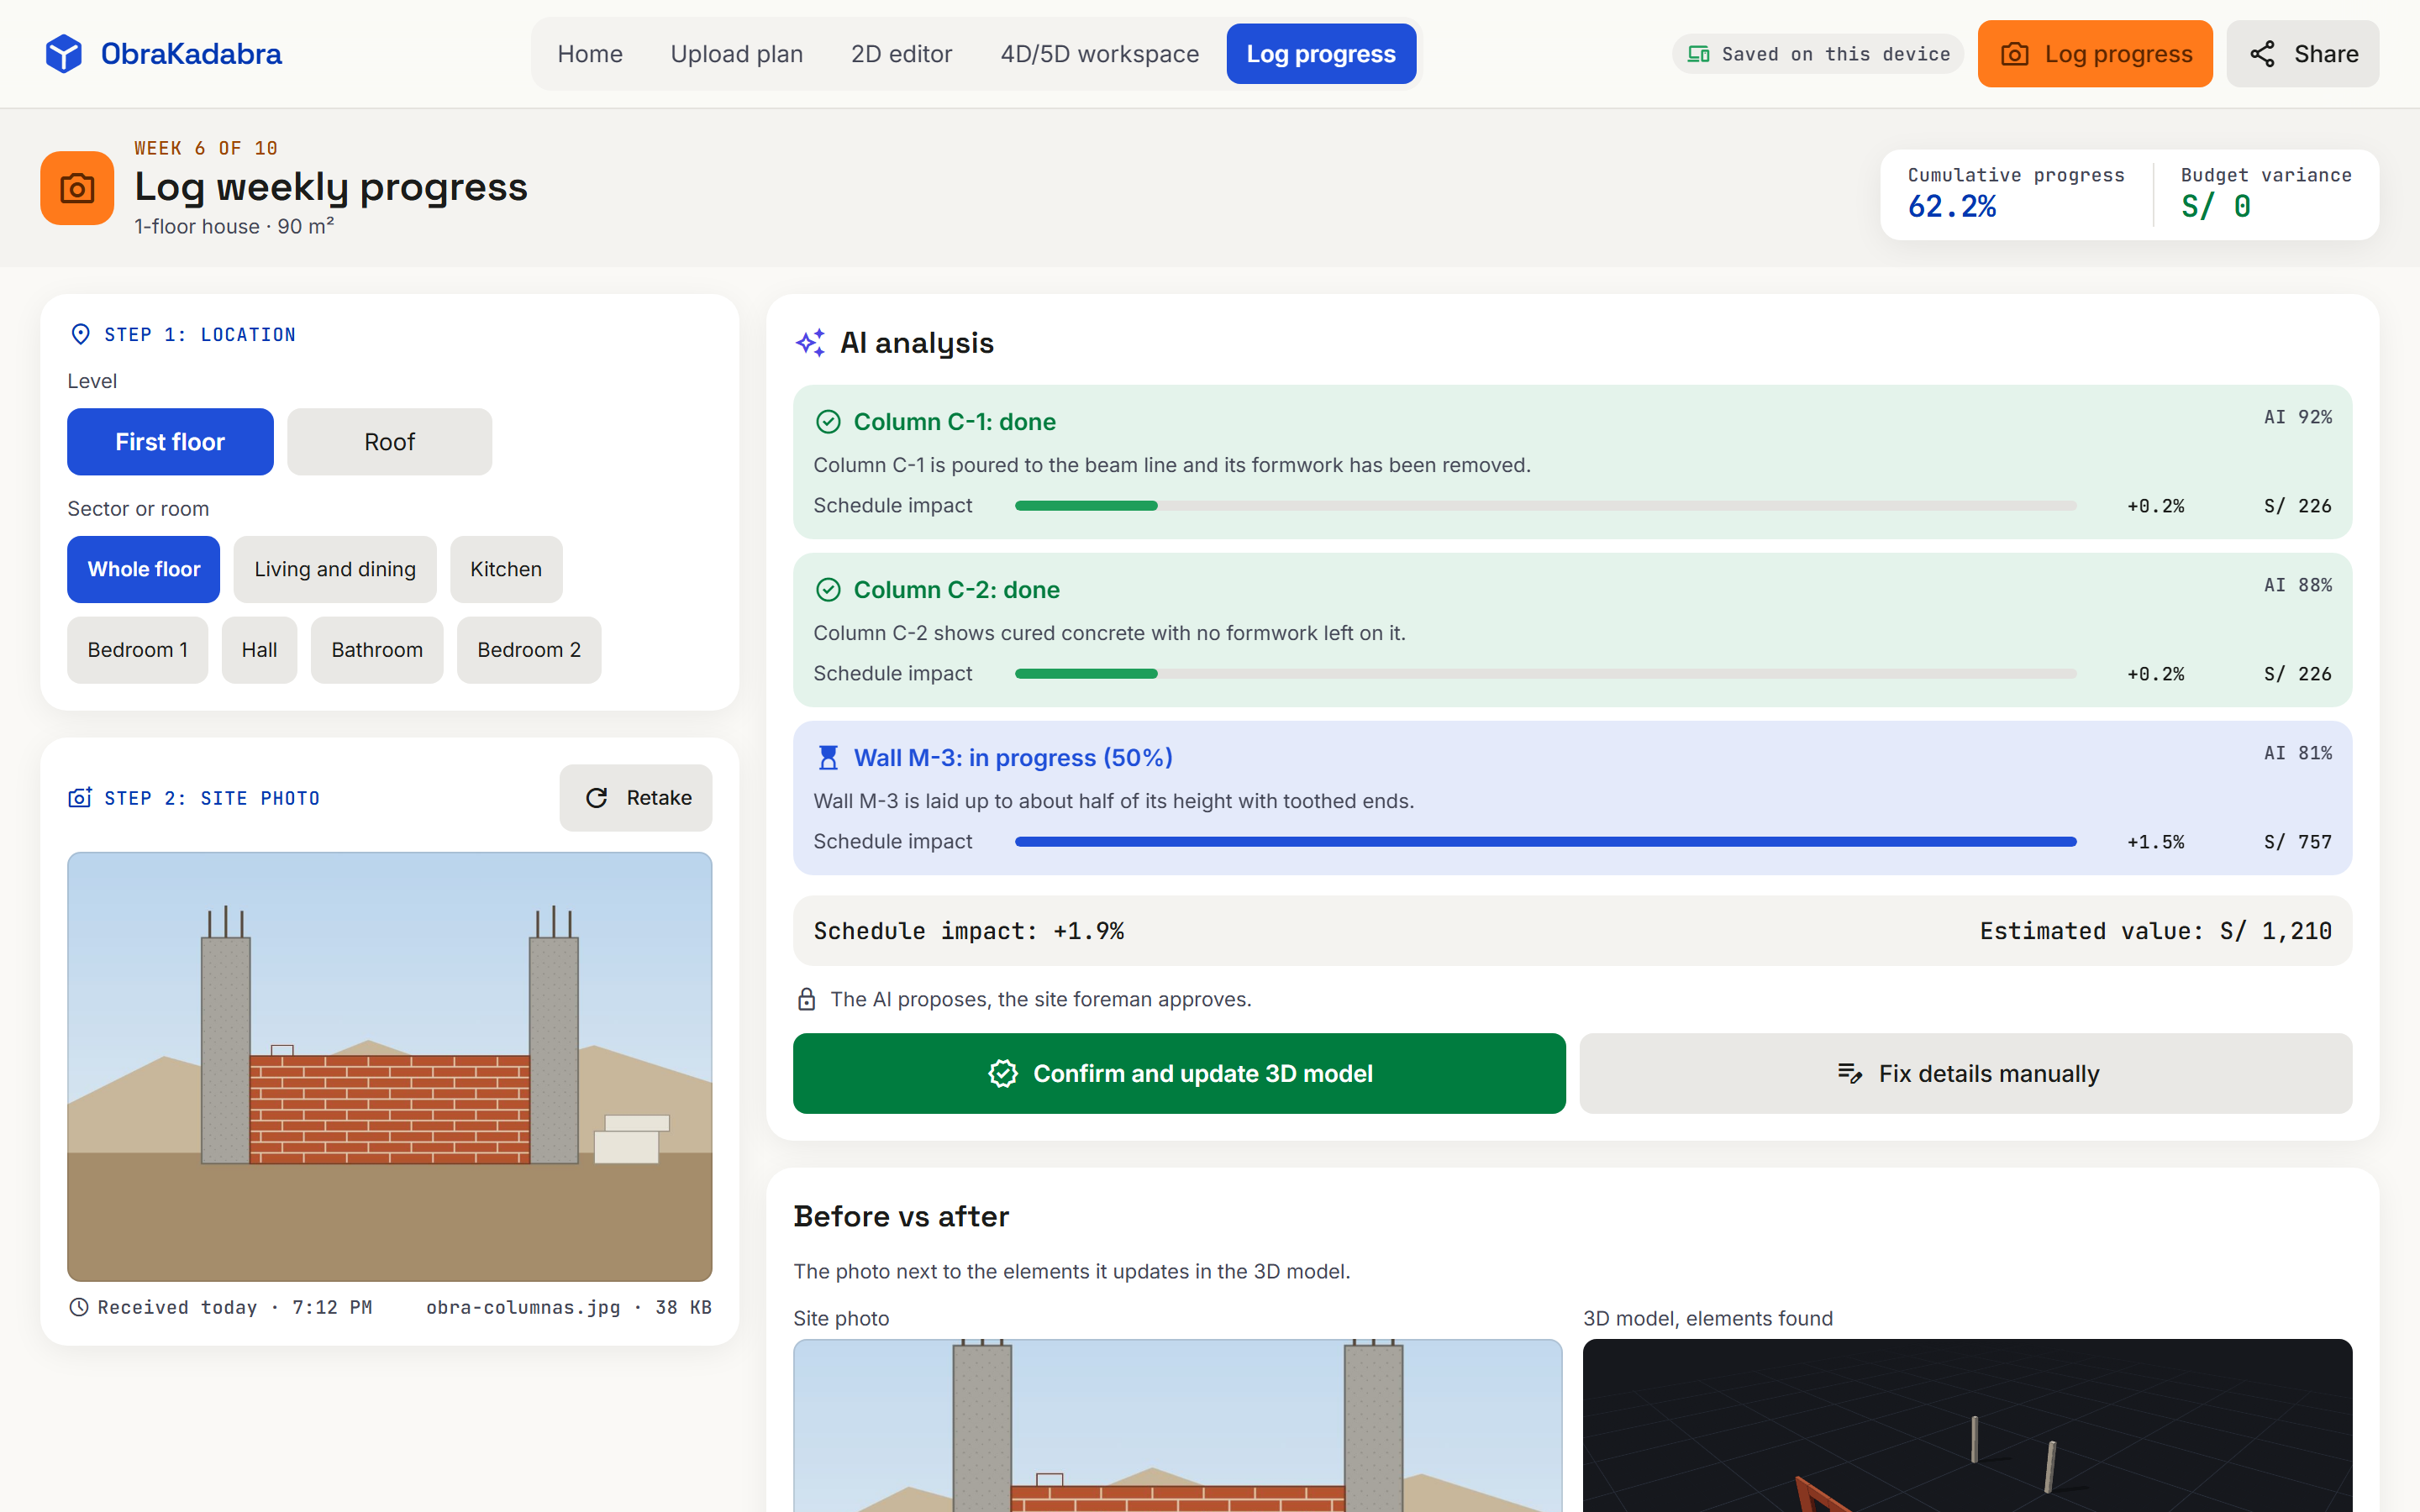 ObraKadabra
Home
Upload plan
2D editor
4D/5D workspace
Log progress
Saved on this device
Log progress
Share
WEEK 6 OF 10
Log weekly progress
1-floor house · 90 m²
Cumulative progress
62.2%
Budget variance
S/ 0
STEP 1: LOCATION
Level
First floor
Roof
Sector or room
Whole floor
Living and dining
Kitchen
Bedroom 1
Hall
Bathroom
Bedroom 2
STEP 2: SITE PHOTO
Retake
Received today · 7:12 PM
obra-columnas.jpg · 38 KB
AI analysis
Column C-1: done
AI 92%
Column C-1 is poured to the beam line and its formwork has been removed.
Schedule impact
+0.2%
S/ 226
Column C-2: done
AI 88%
Column C-2 shows cured concrete with no formwork left on it.
Schedule impact
+0.2%
S/ 226
Wall M-3: in progress (50%)
AI 81%
Wall M-3 is laid up to about half of its height with toothed ends.
Schedule impact
+1.5%
S/ 757
Schedule impact: +1.9%
Estimated value: S/ 1,210
The AI proposes, the site foreman approves.
Confirm and update 3D model
Fix details manually
Before vs after
The photo next to the elements it updates in the 3D model.
Site photo
3D model, elements found